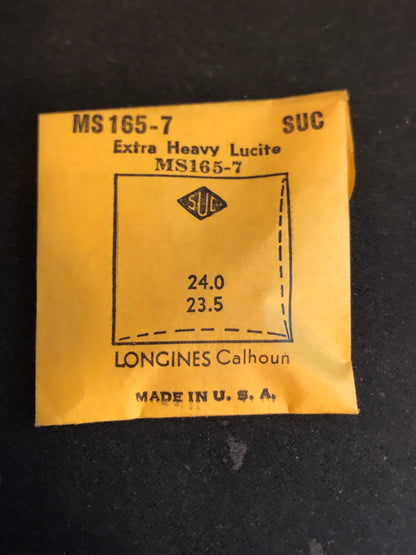 MS165-7 SUC
Extra Heavy Lucite
MS165-7
SUC
24.0
23.5
LONGINES Calhoun
MADE IN U. S. A.